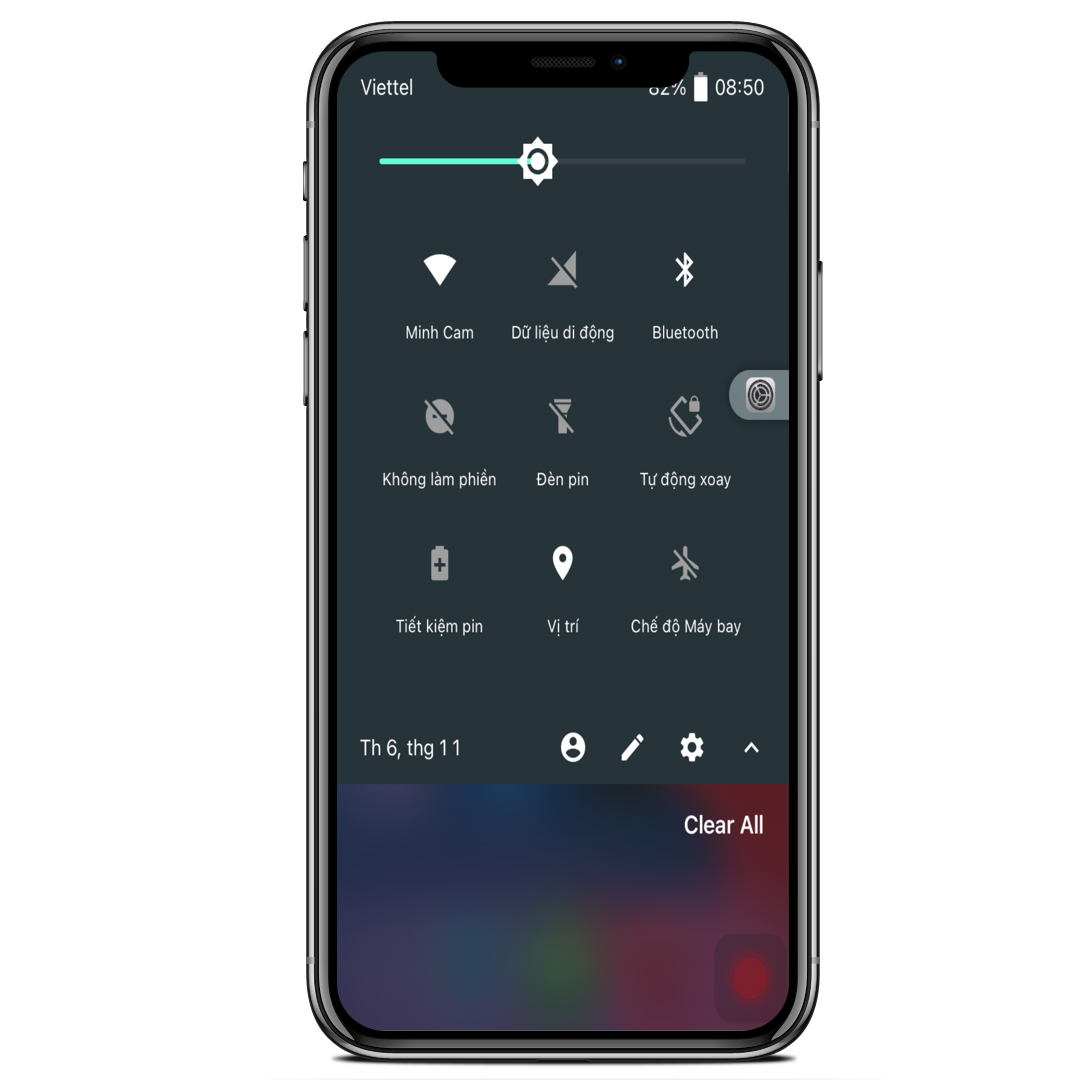 Viettel 82% 08:50
Minh Cam Dữ liệu di động Bluetooth
Không làm phiền Đèn pin Tự động xoay
Tiết kiệm pin Vị trí Chế độ Máy bay
Th 6, thg 11
Clear All